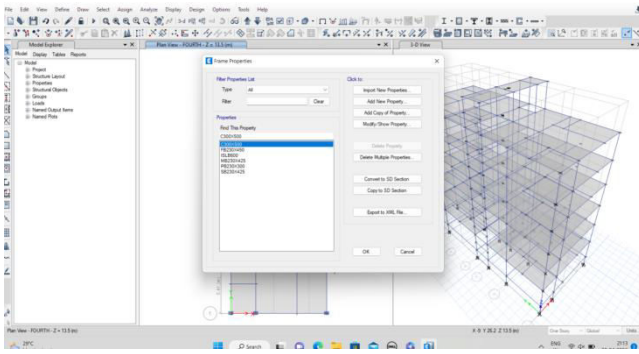 File Edit View Define Draw Select Assign Analyze Display Design Options Tools Help
Model Explorer
Plan View - FOURTH - Z = 13.5 (m)
3-D View
Model Display Tables Reports
Model
Project
Structure Layout
Properties
Structural Objects
Groups
Loads
Named Output Items
Named Plots
Frame Properties
Filter Properties List
Type All
Filter
Clear
Properties
Find This Property
C300X500
C300X500
Click to:
Import New Properties...
Add New Property...
Add Copy of Property...
Modify/Show Property...
Delete Property
Delete Multiple Properties...
Convert to SD Section
Copy to SD Section
Export to XML File...
OK
Cancel
Plan View - FOURTH - Z = 13.5 (m)
One Story
Global
Units...
29°C
Search
ENG
21:13